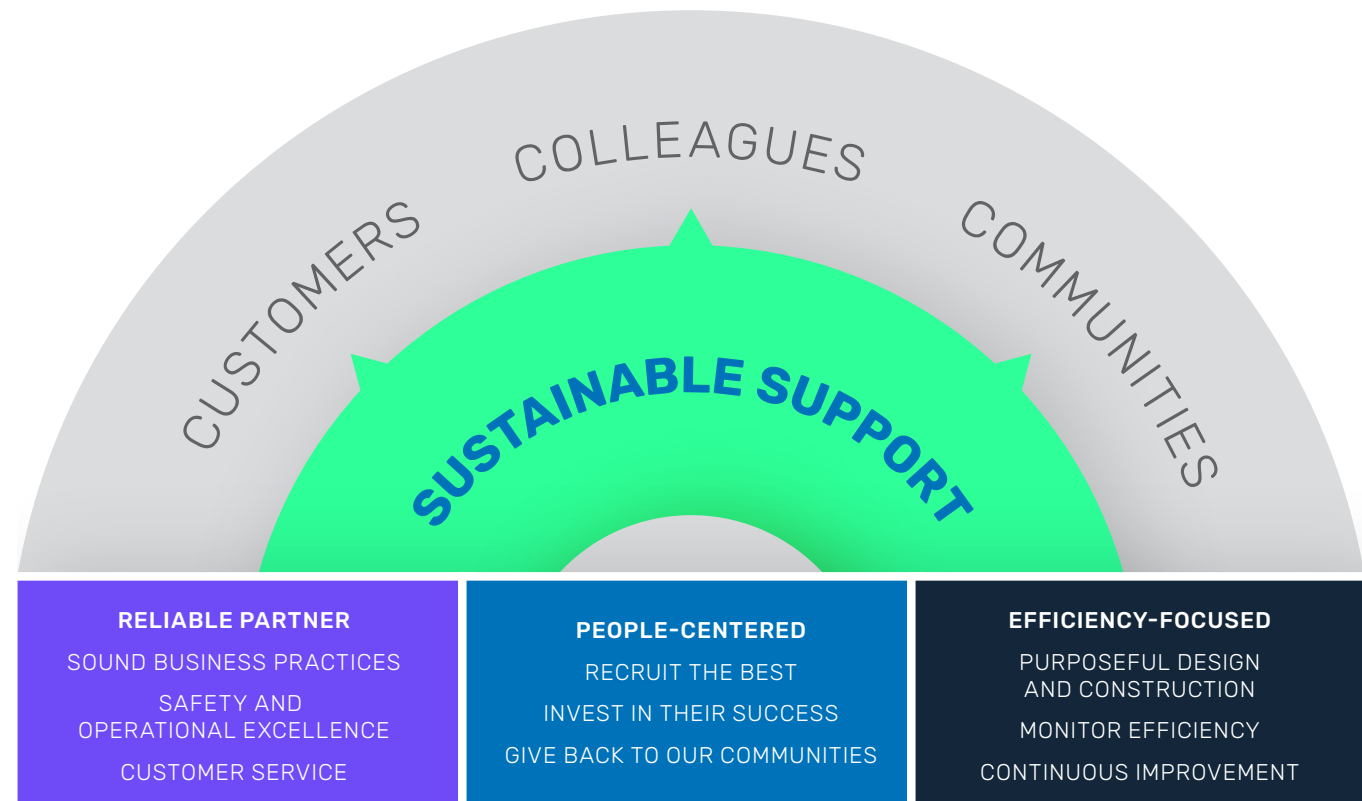 CUSTOMERS
COLLEAGUES
COMMUNITIES
SUSTAINABLE SUPPORT
RELIABLE PARTNER
SOUND BUSINESS PRACTICES
SAFETY AND
OPERATIONAL EXCELLENCE
CUSTOMER SERVICE
PEOPLE-CENTERED
RECRUIT THE BEST
INVEST IN THEIR SUCCESS
GIVE BACK TO OUR COMMUNITIES
EFFICIENCY-FOCUSED
PURPOSEFUL DESIGN
AND CONSTRUCTION
MONITOR EFFICIENCY
CONTINUOUS IMPROVEMENT